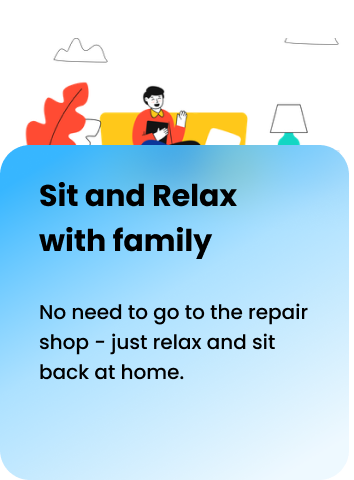 Sit and Relax
with family
No need to go to the repair
shop - just relax and sit
back at home.